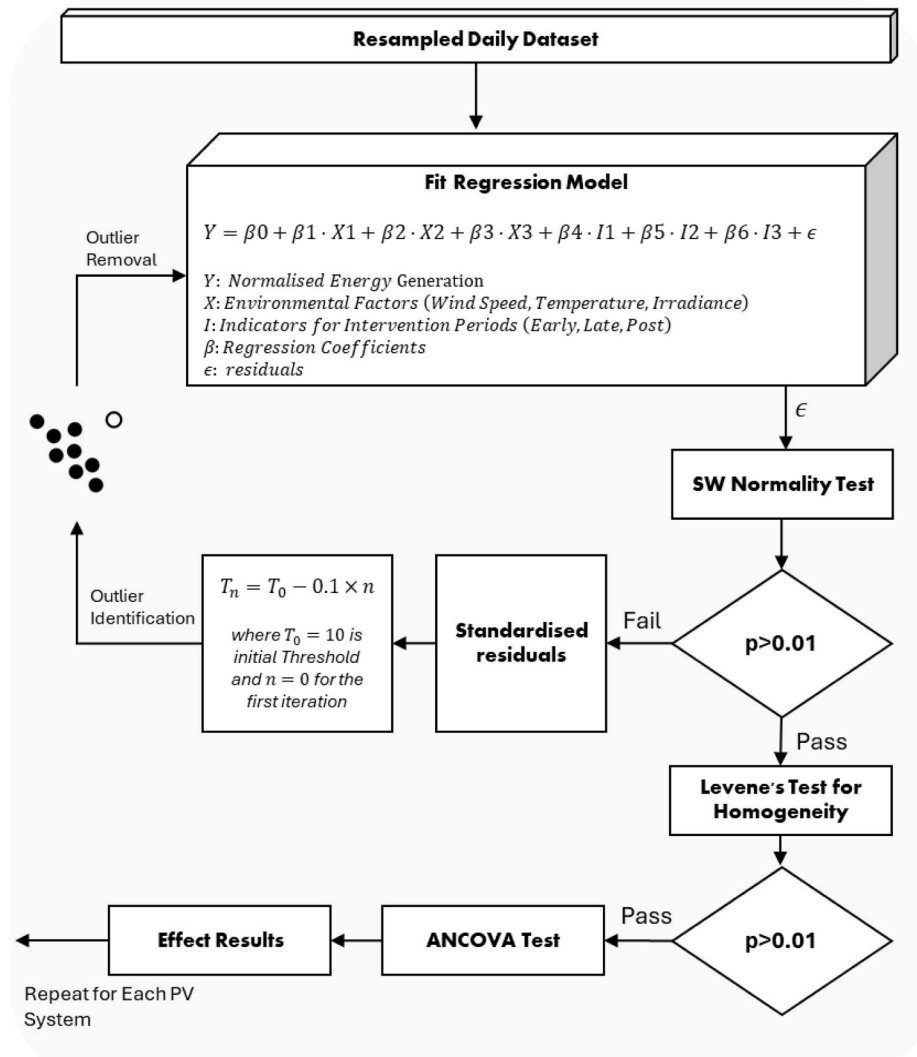 Resampled Daily Dataset
Fit Regression Model
Y = β0 + β1 · X1 + β2 · X2 + β3 · X3 + β4 · I1 + β5 · I2 + β6 · I3 + ϵ
Y: Normalised Energy Generation
X: Environmental Factors (Wind Speed, Temperature, Irradiance)
I: Indicators for Intervention Periods (Early, Late, Post)
β: Regression Coefficients
ϵ: residuals
Outlier
Removal
ϵ
SW Normality Test
p>0.01
Fail
Standardised
residuals
Tₙ = T₀ − 0.1 × n
where T₀ = 10 is
initial Threshold
and n = 0 for the
first iteration
Outlier
Identification
Pass
Levene's Test for
Homogeneity
p>0.01
Pass
ANCOVA Test
Effect Results
Repeat for Each PV
System